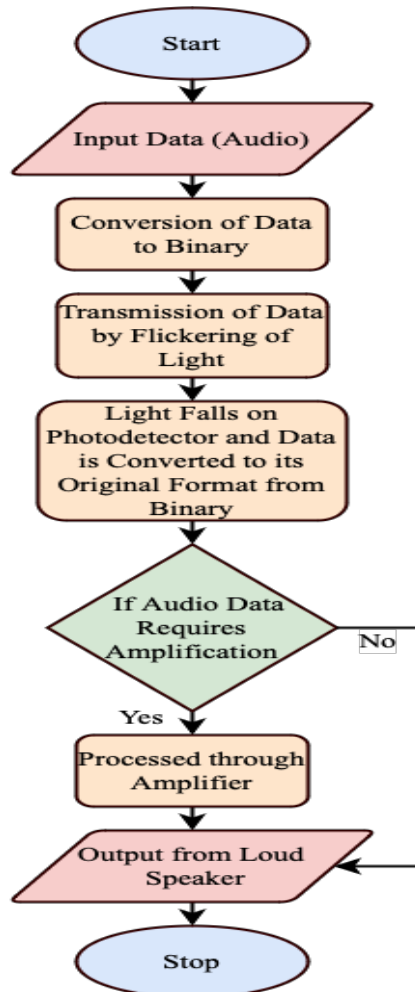 Start
Input Data (Audio)
Conversion of Data
to Binary
Transmission of Data
by Flickering of
Light
Light Falls on
Photodetector and Data
is Converted to its
Original Format from
Binary
If Audio Data
Requires
Amplification
No
Yes
Processed through
Amplifier
Output from Loud
Speaker
Stop